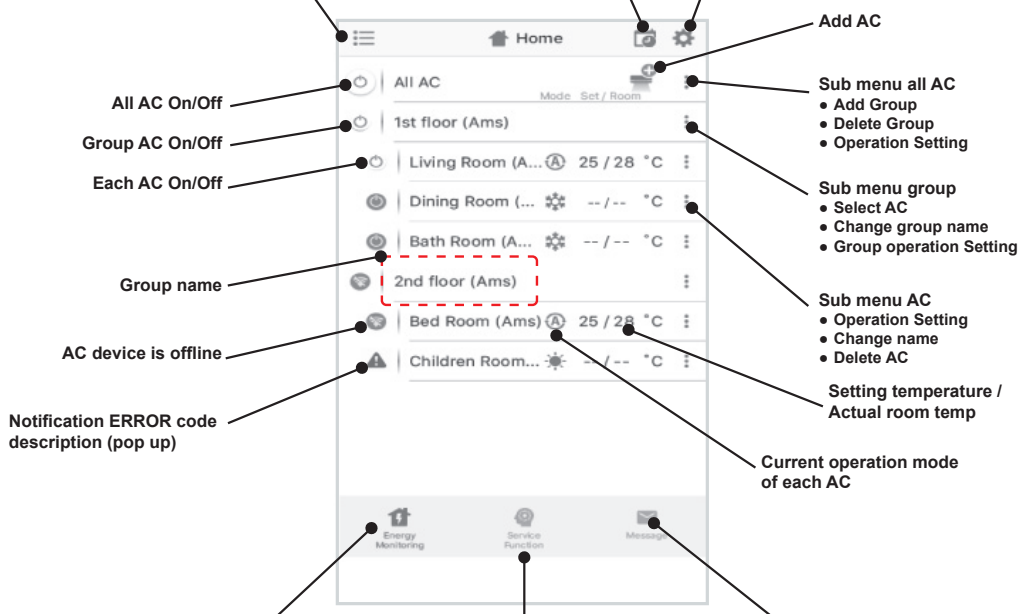 Home
Add AC
All AC
Mode Set / Room
Sub menu all AC
● Add Group
● Delete Group
● Operation Setting
All AC On/Off
1st floor (Ams)
Group AC On/Off
Living Room (A... A 25 / 28 °C
Each AC On/Off
Sub menu group
● Select AC
● Change group name
● Group operation Setting
Dining Room (... -- / -- °C
Bath Room (A... -- / -- °C
Group name
2nd floor (Ams)
Sub menu AC
● Operation Setting
● Change name
● Delete AC
Bed Room (Ams) A 25 / 28 °C
AC device is offline
Children Room... -- / -- °C
Setting temperature /
Actual room temp
Notification ERROR code
description (pop up)
Current operation mode
of each AC
Energy
Monitoring
Service
Function
Message